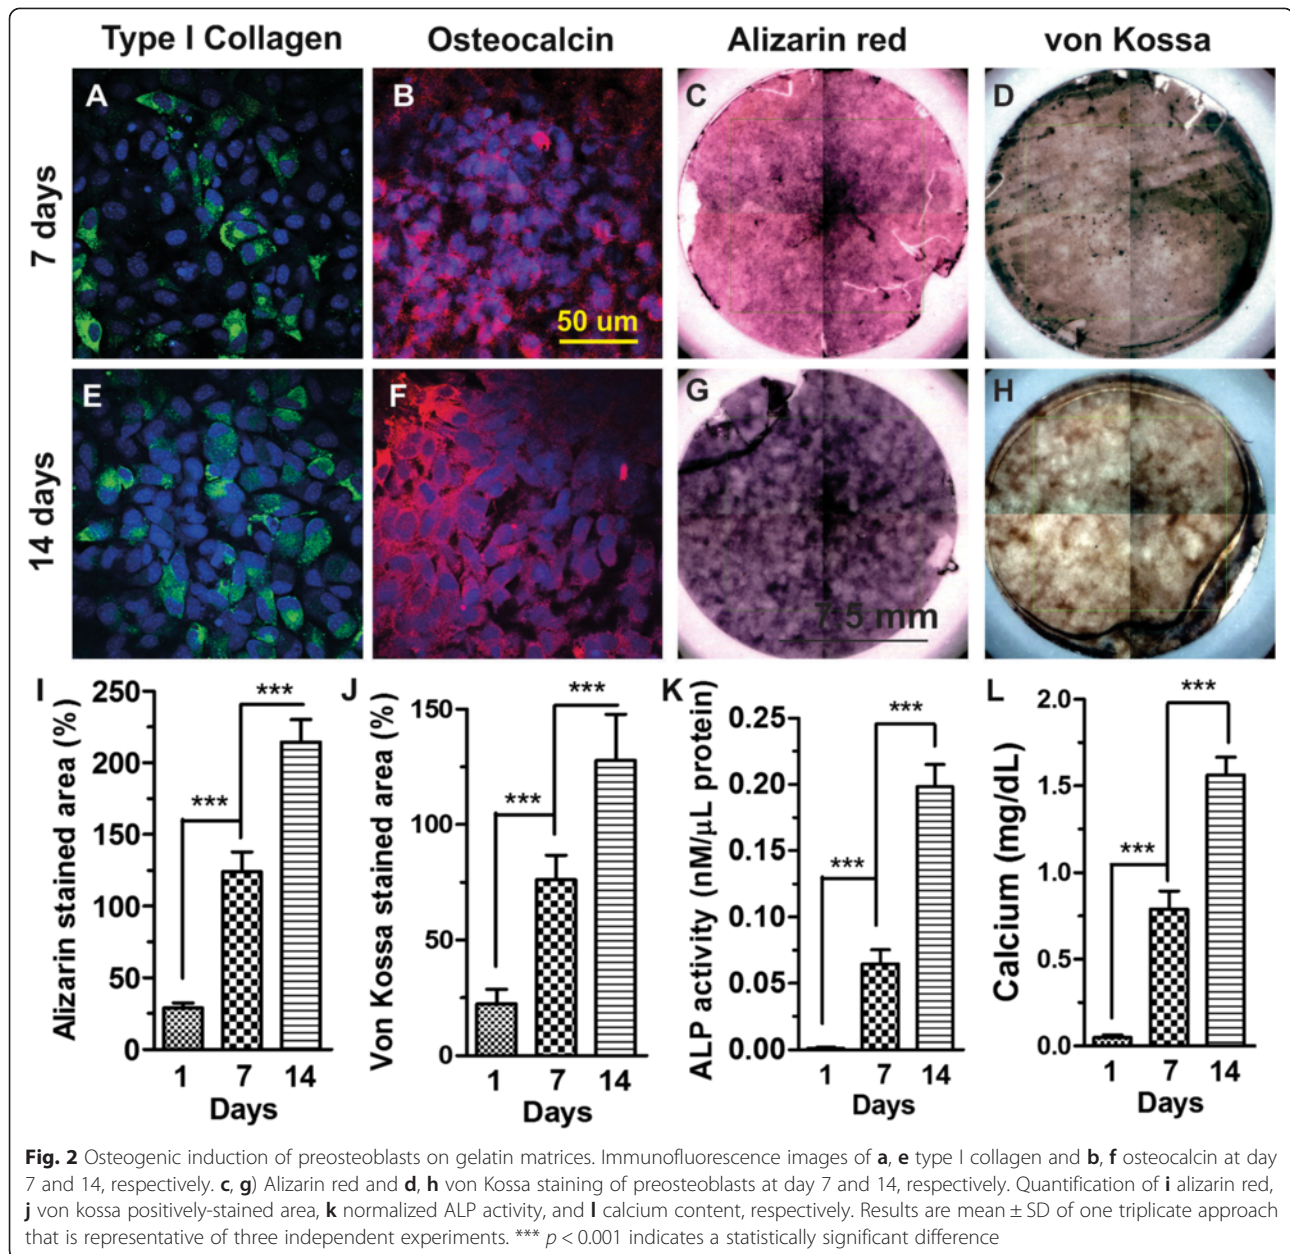 Type I Collagen
Osteocalcin
Alizarin red
von Kossa
7 days
A
B
50 um
C
D
14 days
E
F
G
7.5 mm
H
I
Alizarin stained area (%)
250
200
150
100
50
0
***
***
1 7 14
Days
J
Von Kossa stained area (%)
150
100
50
0
***
***
1 7 14
Days
K
ALP activity (nM/μL protein)
0.25
0.20
0.15
0.10
0.05
0.00
***
***
1 7 14
Days
L
Calcium (mg/dL)
2.0
1.5
1.0
0.5
0.0
***
***
1 7 14
Days
Fig. 2 Osteogenic induction of preosteoblasts on gelatin matrices. Immunofluorescence images of a, e type I collagen and b, f osteocalcin at day
7 and 14, respectively. c, g) Alizarin red and d, h von Kossa staining of preosteoblasts at day 7 and 14, respectively. Quantification of i alizarin red,
j von kossa positively-stained area, k normalized ALP activity, and l calcium content, respectively. Results are mean ± SD of one triplicate approach
that is representative of three independent experiments. *** p < 0.001 indicates a statistically significant difference